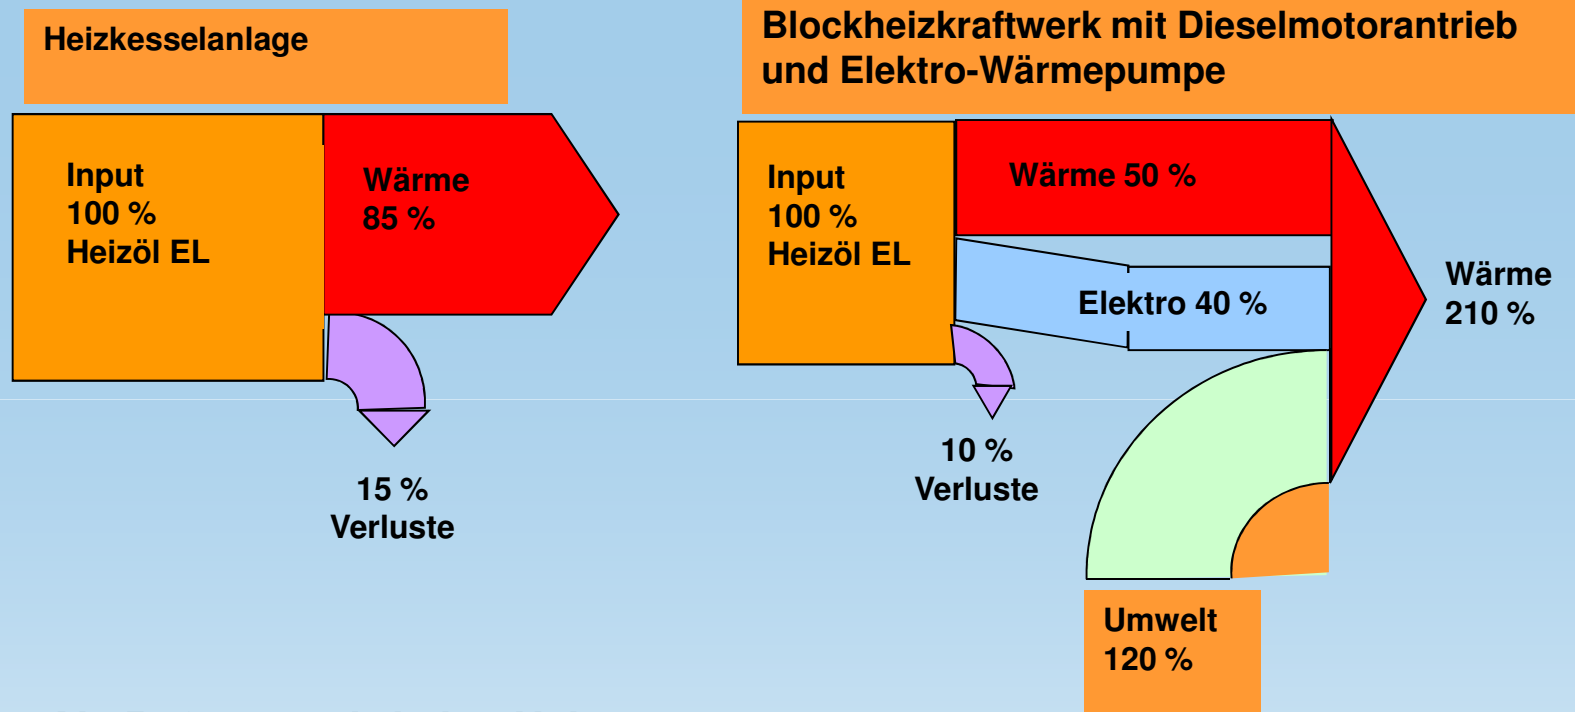 Heizkesselanlage
Input
100 %
Heizöl EL
Wärme
85 %
15 %
Verluste
Blockheizkraftwerk mit Dieselmotorantrieb
und Elektro-Wärmepumpe
Input
100 %
Heizöl EL
Wärme 50 %
Elektro 40 %
10 %
Verluste
Wärme
210 %
Umwelt
120 %